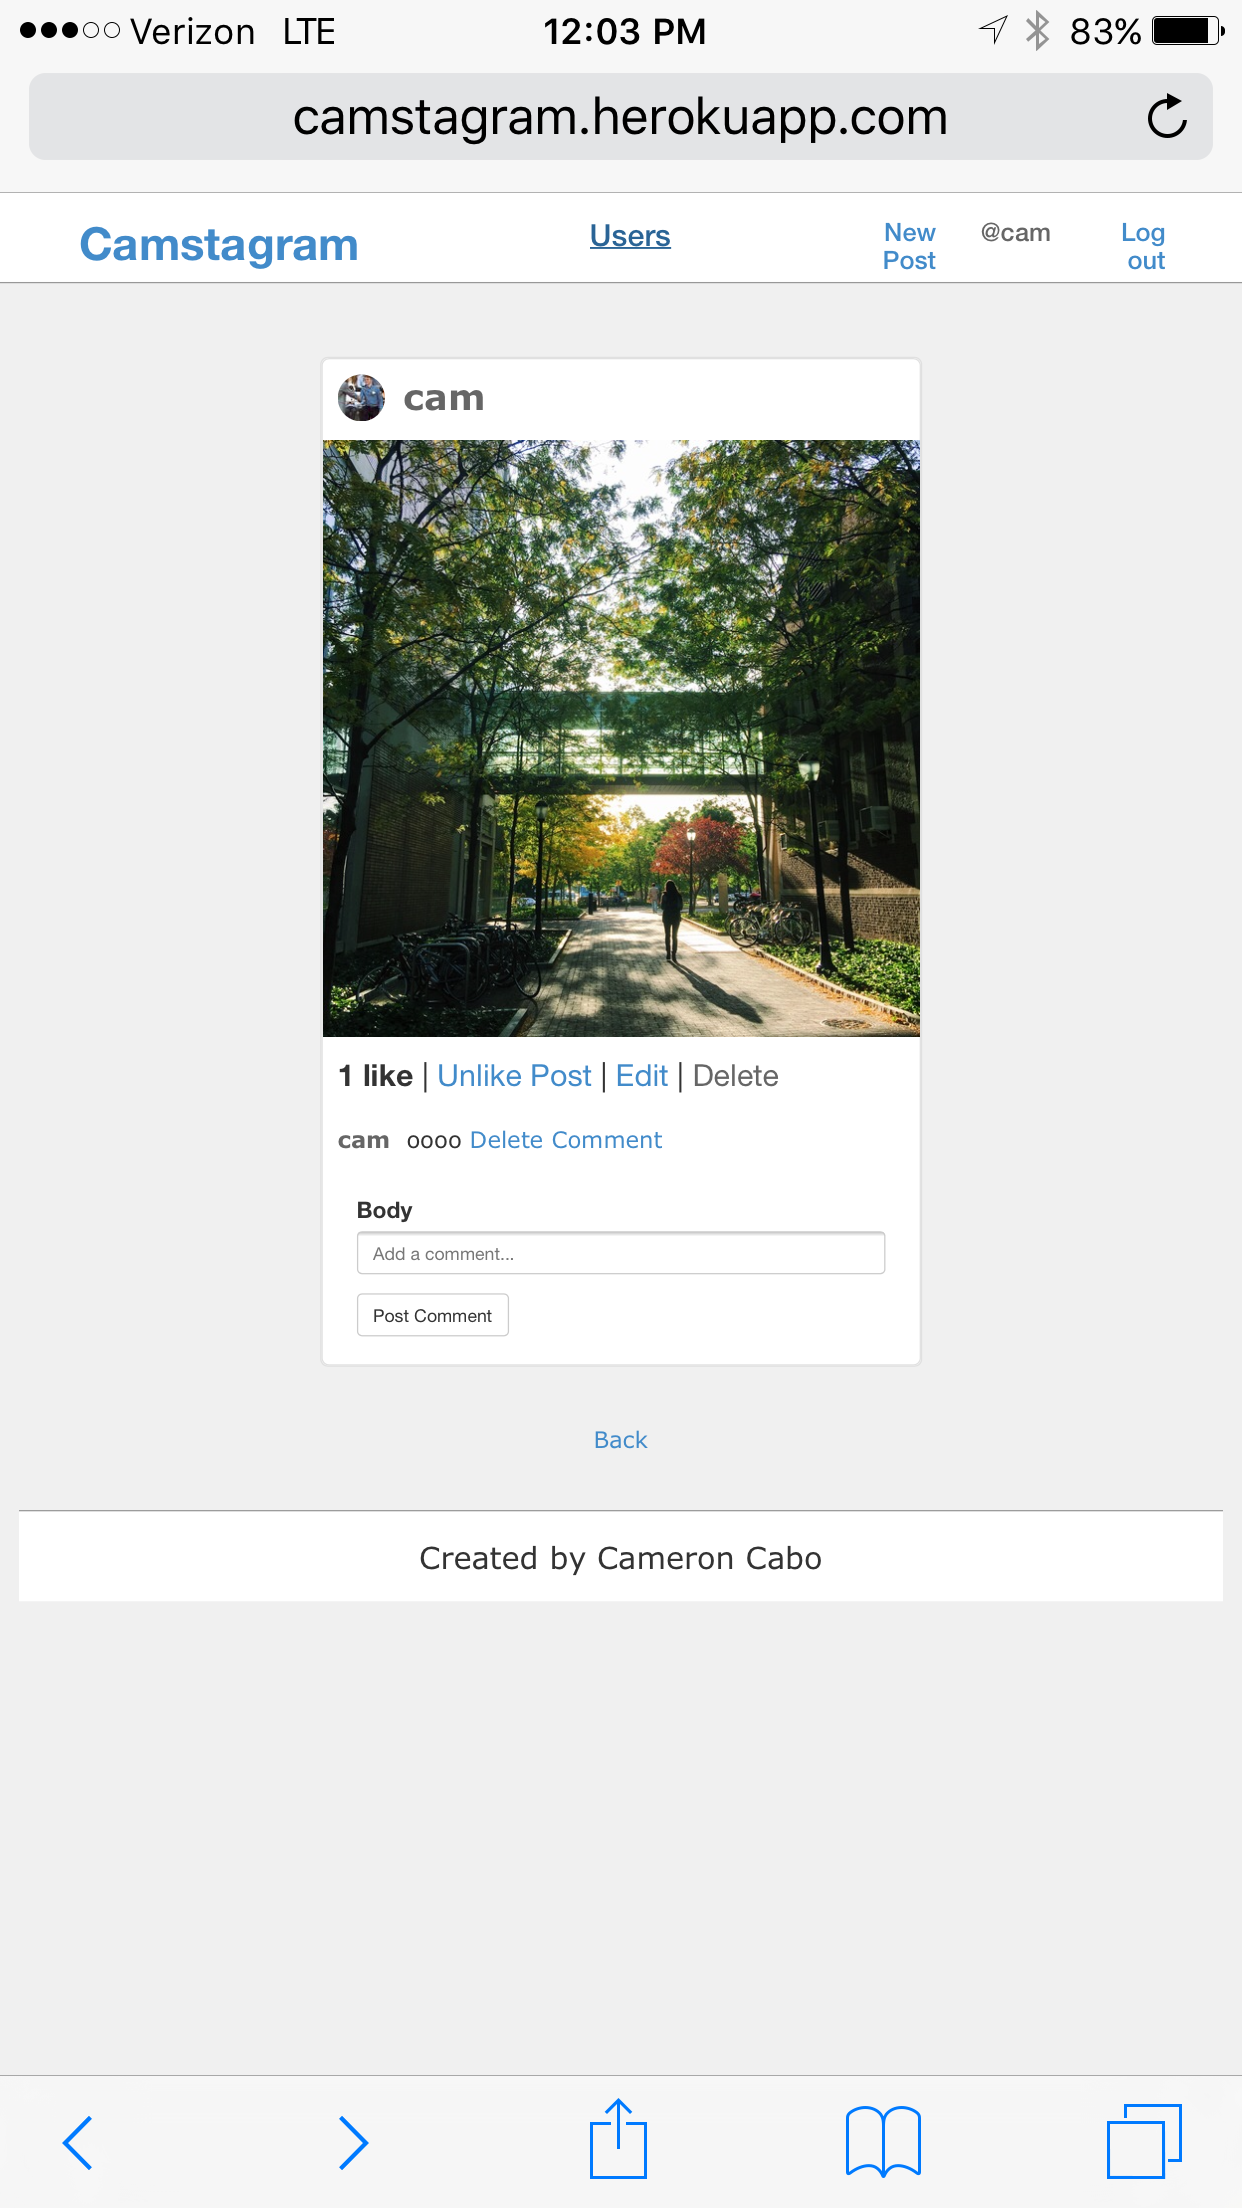 Verizon LTE 12:03 PM 83%
camstagram.herokuapp.com
Camstagram Users New Post @cam Log out
cam
1 like | Unlike Post | Edit | Delete
cam oooo Delete Comment
Body
Add a comment...
Post Comment
Back
Created by Cameron Cabo